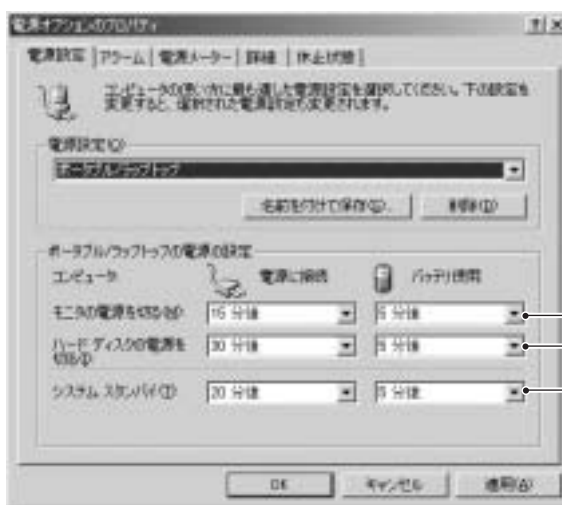 電源オプションのプロパティ
電源設定 アラーム 電源メーター 詳細 休止状態
コンピュータの使い方に最も適した電源設定を選択してください。下の設定を
変更すると、選択された電源設定も変更されます。
電源設定(C)
ポータブル/ラップトップ
名前を付けて保存(S)... 削除(D)
ポータブル/ラップトップの電源の設定
コンピュータ: 電源に接続 バッテリ使用
モニタの電源を切る(M) 15 分後 5 分後
ハード ディスクの電源を 30 分後 5 分後
切る(I)
システム スタンバイ(T) 20 分後 5 分後
OK キャンセル 適用(A)